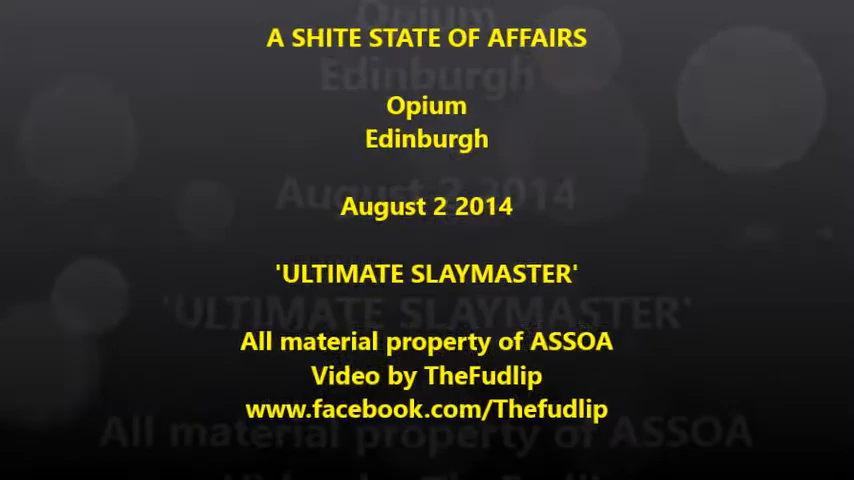 A SHITE STATE OF AFFAIRS
Opium
Edinburgh
August 2 2014
'ULTIMATE SLAYMASTER'
All material property of ASSOA
Video by TheFudlip
www.facebook.com/Thefudlip